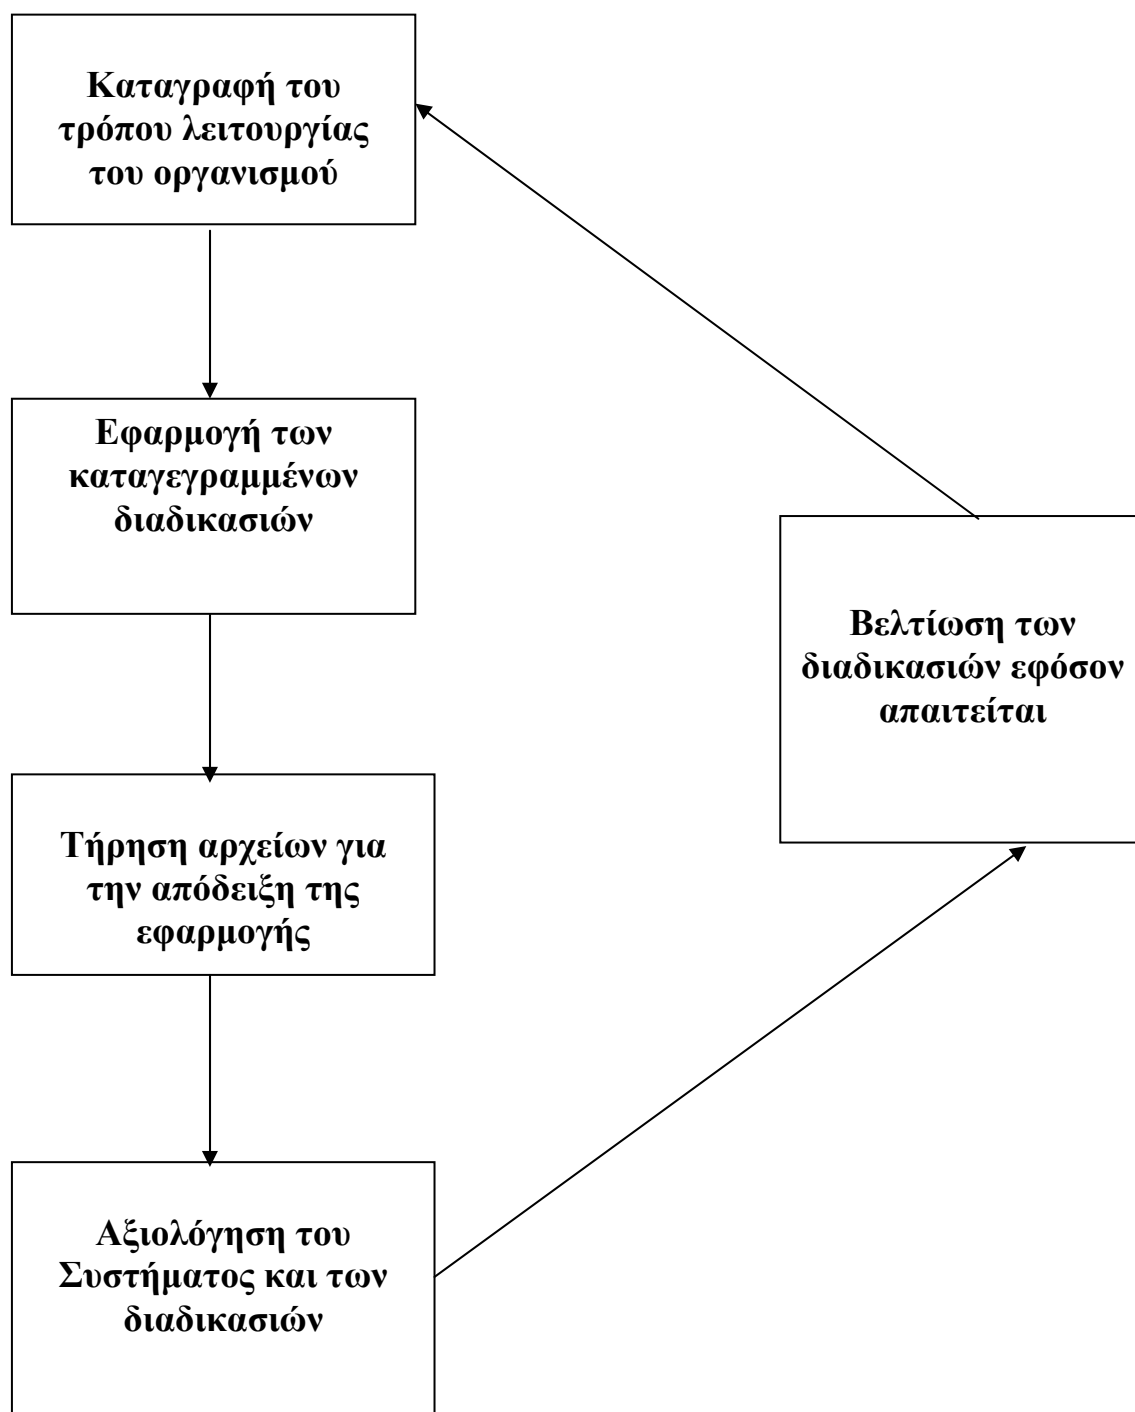 Καταγραφή του
τρόπου λειτουργίας
του οργανισμού
Εφαρμογή των
καταγεγραμμένων
διαδικασιών
Τήρηση αρχείων για
την απόδειξη της
εφαρμογής
Αξιολόγηση του
Συστήματος και των
διαδικασιών
Βελτίωση των
διαδικασιών εφόσον
απαιτείται